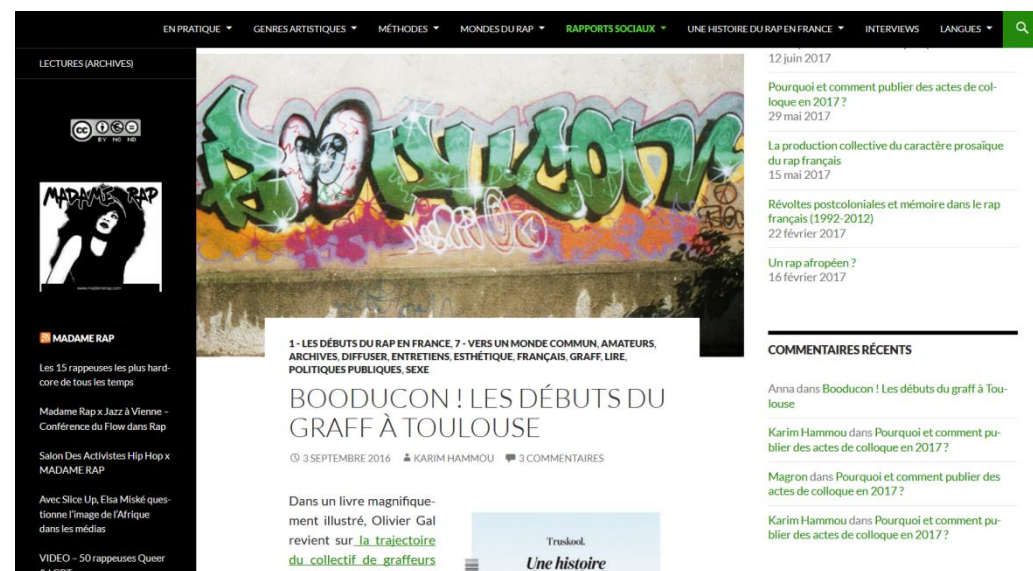 EN PRATIQUE
GENRES ARTISTIQUES
MÉTHODES
MONDES DU RAP
RAPPORTS SOCIAUX
UNE HISTOIRE DU RAP EN FRANCE
INTERVIEWS
LANGUES
LECTURES (ARCHIVES)
cc
BY NC ND
MADAME RAP
www.madamerap.com
MADAME RAP
Les 15 rappeuses les plus hard-
core de tous les temps
Madame Rap x Jazz à Vienne –
Conférence du Flow dans Rap
Salon Des Activistes Hip Hop x
MADAME RAP
Avec Slice Up, Elsa Miské ques-
tionne l'image de l'Afrique
dans les médias
VIDEO – 50 rappeuses Queer
BOODUCON
1 - LES DÉBUTS DU RAP EN FRANCE, 7 - VERS UN MONDE COMMUN, AMATEURS,
ARCHIVES, DIFFUSER, ENTRETIENS, ESTHÉTIQUE, FRANÇAIS, GRAFF, LIRE,
POLITIQUES PUBLIQUES, SEXE
BOODUCON ! LES DÉBUTS DU
GRAFF À TOULOUSE
3 SEPTEMBRE 2016 KARIM HAMMOU 3 COMMENTAIRES
Dans un livre magnifique-
ment illustré, Olivier Gal
revient sur la trajectoire
du collectif de graffeurs
Truskool.
Une histoire
12 juin 2017
Pourquoi et comment publier des actes de col-
loque en 2017 ?
29 mai 2017
La production collective du caractère prosaïque
du rap français
15 mai 2017
Révoltes postcoloniales et mémoire dans le rap
français (1992-2012)
22 février 2017
Un rap afropéen ?
16 février 2017
COMMENTAIRES RÉCENTS
Anna dans Booducon ! Les débuts du graff à Tou-
louse
Karim Hammou dans Pourquoi et comment pu-
blier des actes de colloque en 2017 ?
Magron dans Pourquoi et comment publier des
actes de colloque en 2017 ?
Karim Hammou dans Pourquoi et comment pu-
blier des actes de colloque en 2017 ?